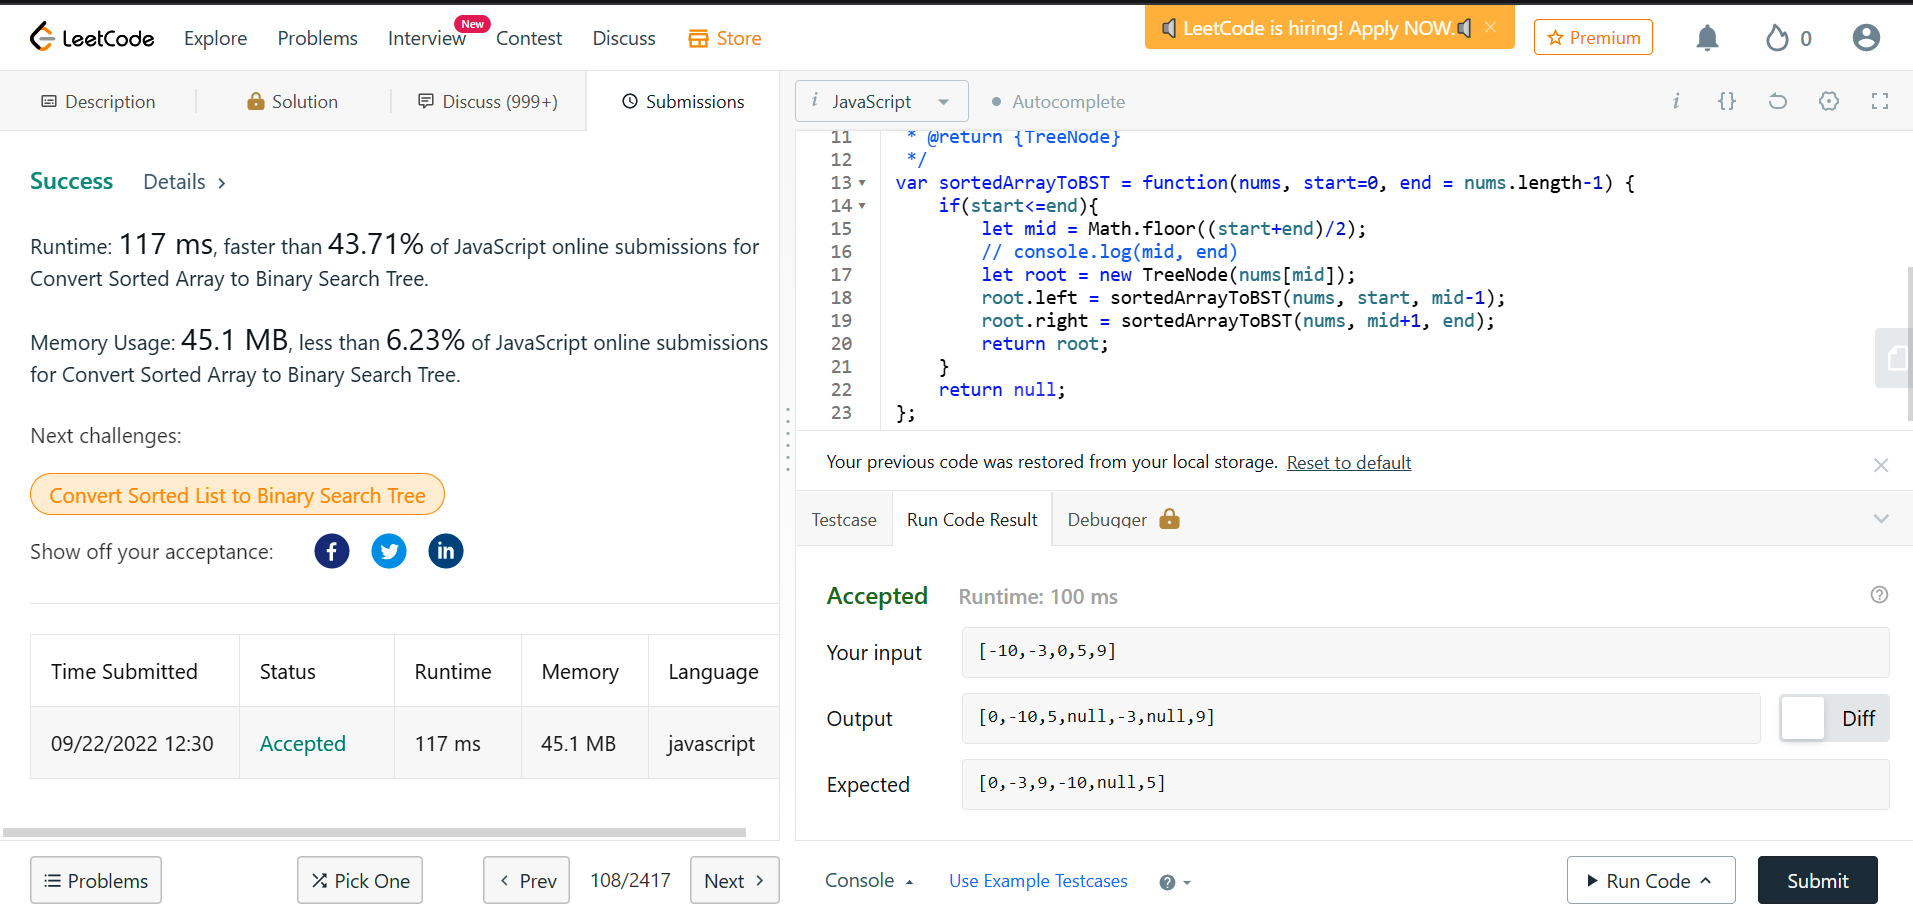 LeetCode
Explore
Problems
Interview
New
Contest
Discuss
Store
LeetCode is hiring! Apply NOW.
Premium
0
Description
Solution
Discuss (999+)
Submissions
i JavaScript
Autocomplete
i {}
Success
Details
Runtime: 117 ms, faster than 43.71% of JavaScript online submissions for
Convert Sorted Array to Binary Search Tree.
Memory Usage: 45.1 MB, less than 6.23% of JavaScript online submissions
for Convert Sorted Array to Binary Search Tree.
Next challenges:
Convert Sorted List to Binary Search Tree
Show off your acceptance:
Time Submitted Status Runtime Memory Language
09/22/2022 12:30 Accepted 117 ms 45.1 MB javascript
11 * @return {TreeNode}
12 */
13 var sortedArrayToBST = function(nums, start=0, end = nums.length-1) {
14 if(start<=end){
15 let mid = Math.floor((start+end)/2);
16 // console.log(mid, end)
17 let root = new TreeNode(nums[mid]);
18 root.left = sortedArrayToBST(nums, start, mid-1);
19 root.right = sortedArrayToBST(nums, mid+1, end);
20 return root;
21 }
22 return null;
23 };
Your previous code was restored from your local storage. Reset to default
Testcase
Run Code Result
Debugger
Accepted Runtime: 100 ms
Your input [-10,-3,0,5,9]
Output [0,-10,5,null,-3,null,9]
Diff
Expected [0,-3,9,-10,null,5]
Problems
Pick One
Prev
108/2417
Next
Console
Use Example Testcases
Run Code
Submit